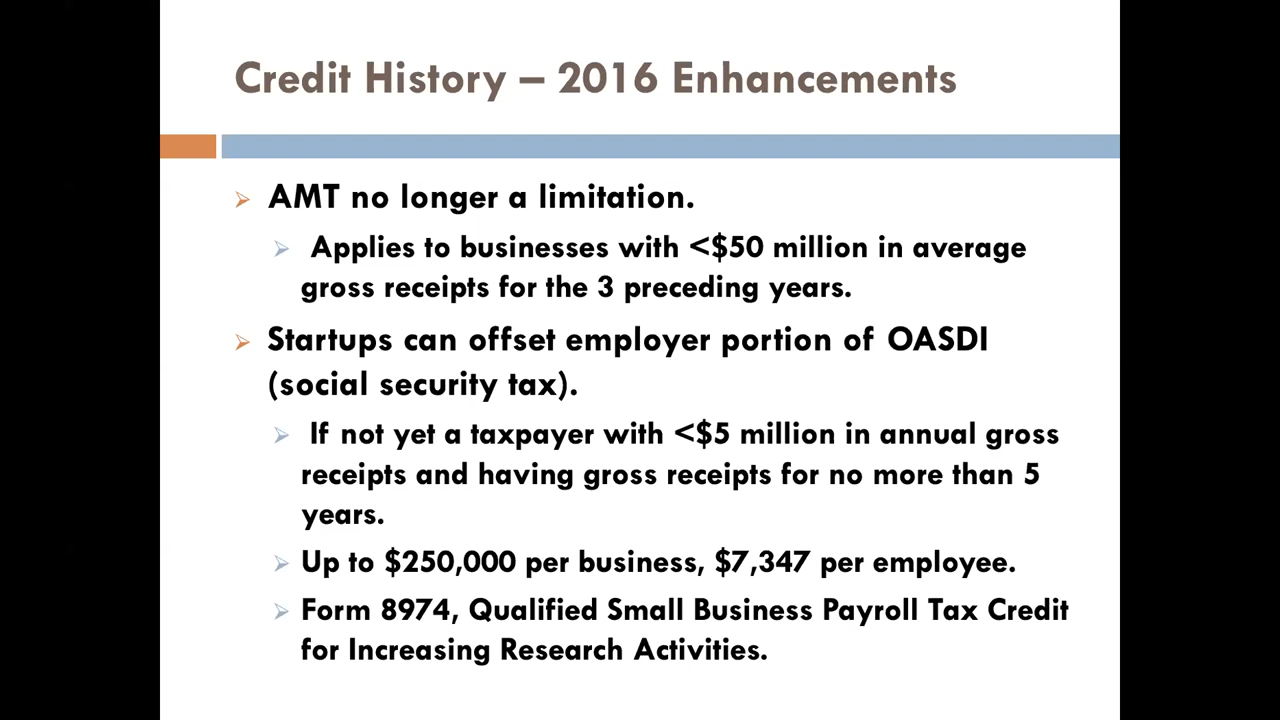 Credit History – 2016 Enhancements
AMT no longer a limitation.
Applies to businesses with <$50 million in average
gross receipts for the 3 preceding years.
Startups can offset employer portion of OASDI
(social security tax).
If not yet a taxpayer with <$5 million in annual gross
receipts and having gross receipts for no more than 5
years.
Up to $250,000 per business, $7,347 per employee.
Form 8974, Qualified Small Business Payroll Tax Credit
for Increasing Research Activities.